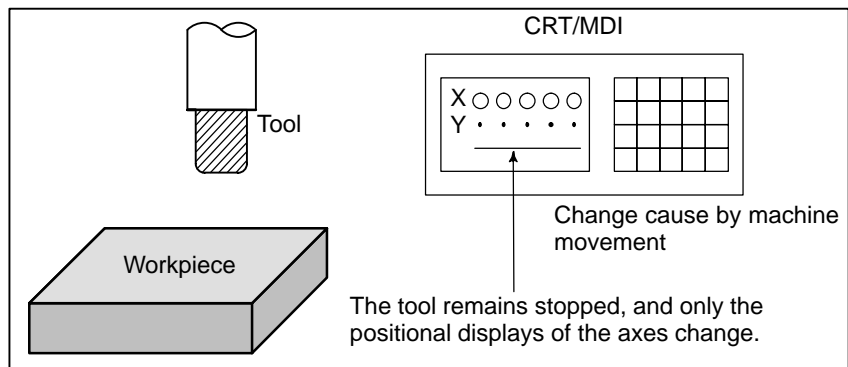 CRT/MDI
Tool
X
Y
Change cause by machine
movement
Workpiece
The tool remains stopped, and only the
positional displays of the axes change.